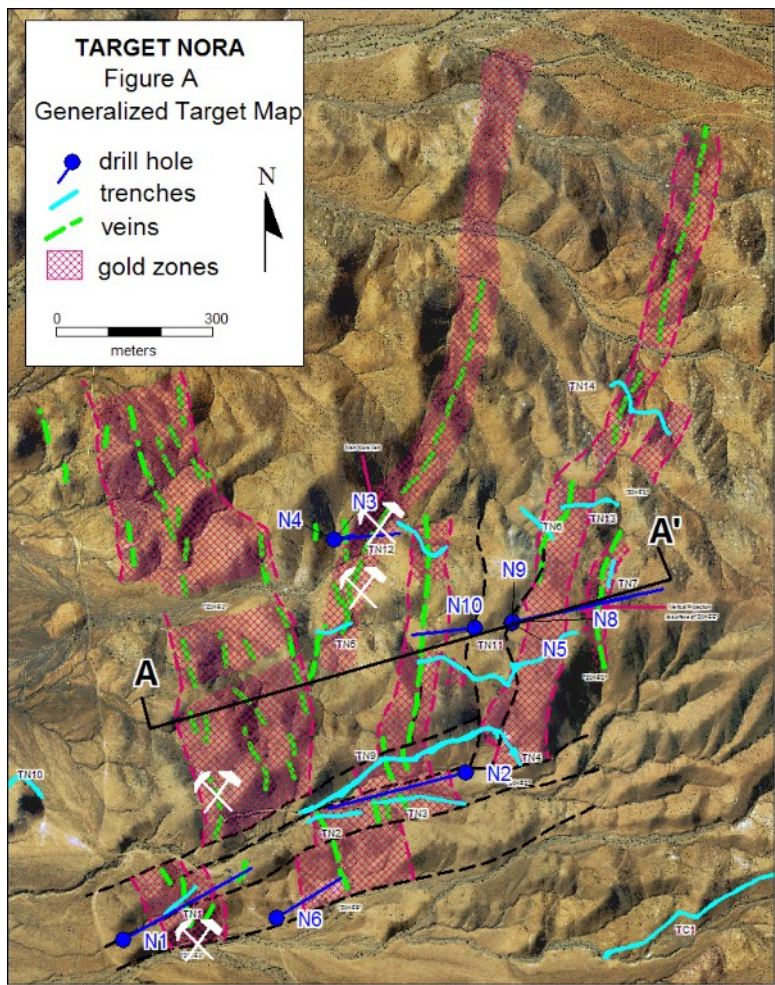 TARGET NORA
Figure A
Generalized Target Map
drill hole
trenches
veins
gold zones
N
0 300
meters
TN14
N3
N4
TN12
TN6
TN13
N9
A'
TN7
N10
N8
TN5
TN11
N5
A
TN9
TN4
N2
TN10
TN3
TN2
TN1
N1
N6
TC1